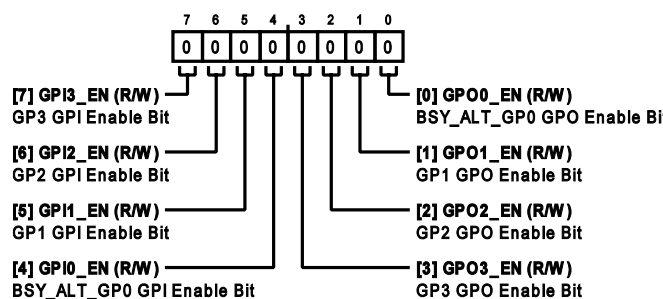 7 6 5 4 3 2 1 0
0 0 0 0 0 0 0 0
[7] GPI3_EN (R/W)
GP3 GPI Enable Bit
[6] GPI2_EN (R/W)
GP2 GPI Enable Bit
[5] GPI1_EN (R/W)
GP1 GPI Enable Bit
[4] GPI0_EN (R/W)
BSY_ALT_GP0 GPI Enable Bit
[0] GPO0_EN (R/W)
BSY_ALT_GP0 GPO Enable Bit
[1] GPO1_EN (R/W)
GP1 GPO Enable Bit
[2] GPO2_EN (R/W)
GP2 GPO Enable Bit
[3] GPO3_EN (R/W)
GP3 GPO Enable Bit